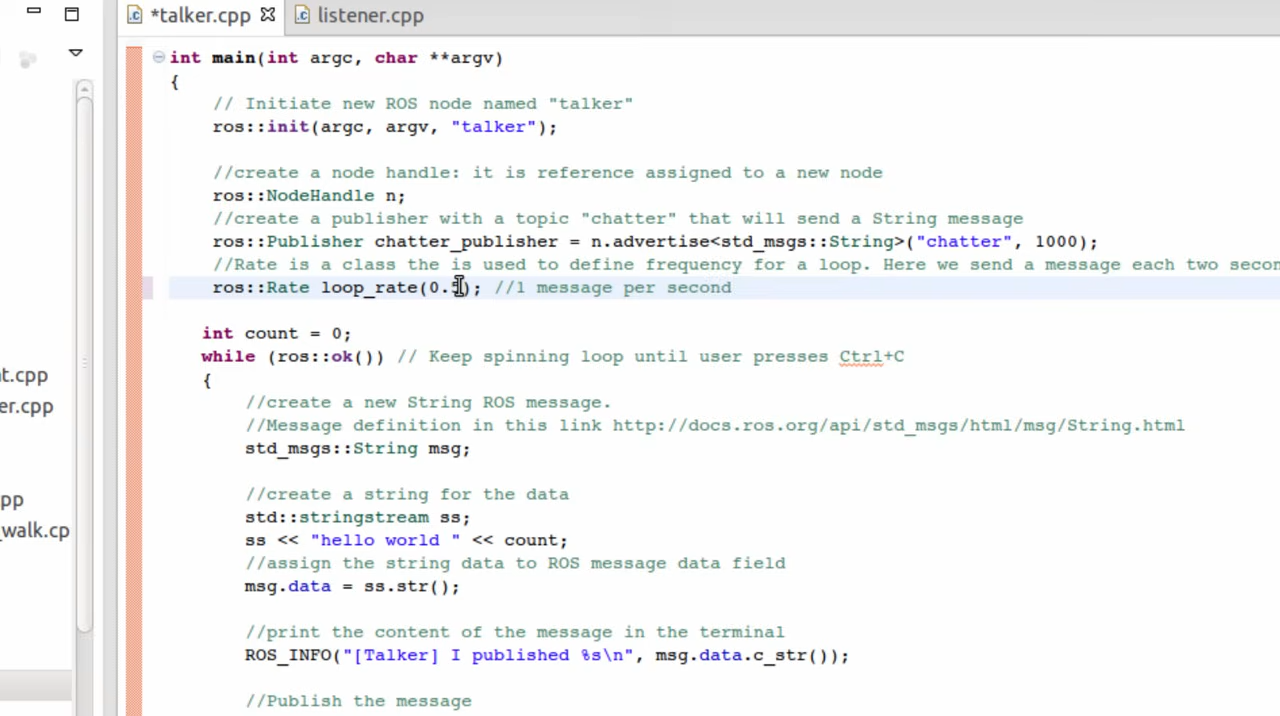 *talker.cpp
listener.cpp
int main(int argc, char **argv)
{
// Initiate new ROS node named "talker"
ros::init(argc, argv, "talker");
//create a node handle: it is reference assigned to a new node
ros::NodeHandle n;
//create a publisher with a topic "chatter" that will send a String message
ros::Publisher chatter_publisher = n.advertise<std_msgs::String>("chatter", 1000);
//Rate is a class the is used to define frequency for a loop. Here we send a message each two secon
ros::Rate loop_rate(0.5); //1 message per second
int count = 0;
while (ros::ok()) // Keep spinning loop until user presses Ctrl+C
{
//create a new String ROS message.
//Message definition in this link http://docs.ros.org/api/std_msgs/html/msg/String.html
std_msgs::String msg;
//create a string for the data
std::stringstream ss;
ss << "hello world " << count;
//assign the string data to ROS message data field
msg.data = ss.str();
//print the content of the message in the terminal
ROS_INFO("[Talker] I published %s\n", msg.data.c_str());
//Publish the message
t.cpp
er.cpp
pp
_walk.cp